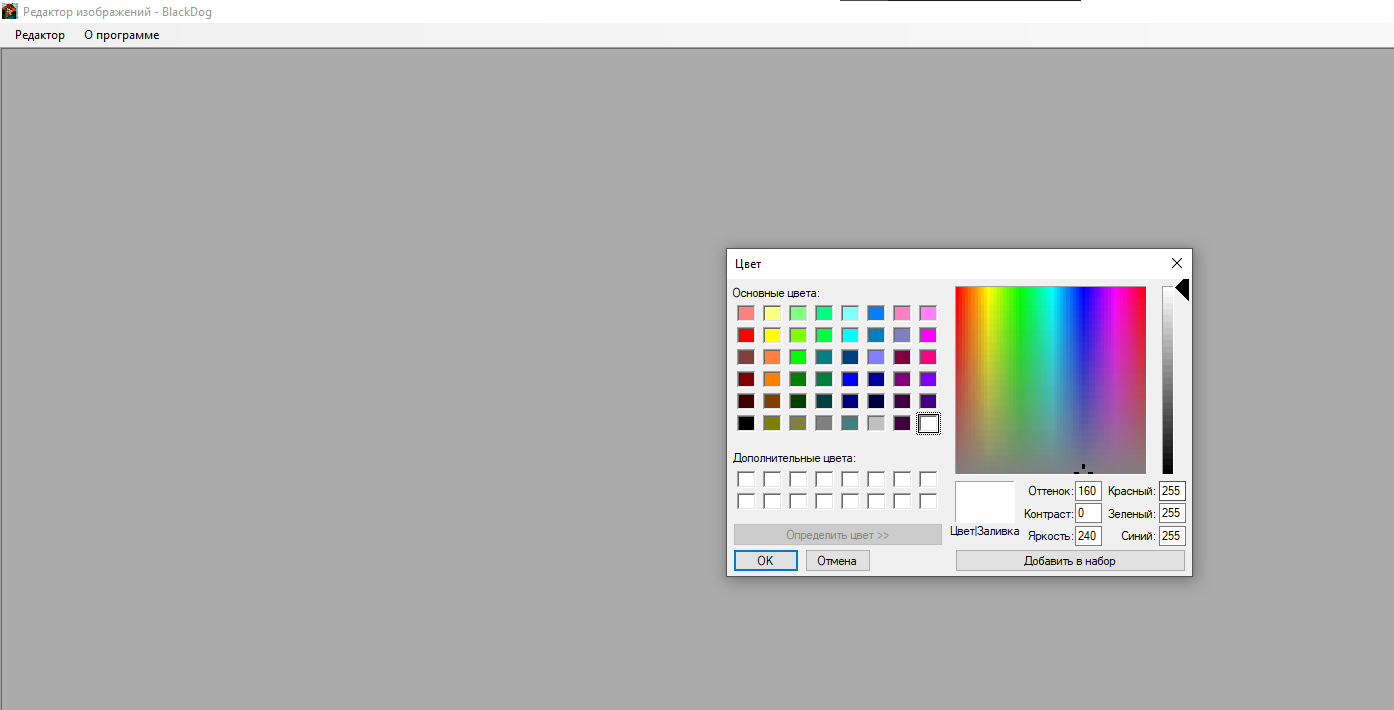 Редактор изображений - BlackDog
Редактор О программе
Цвет
Основные цвета:
Дополнительные цвета:
Определить цвет >>
OK Отмена
Цвет|Заливка
Оттенок: 160 Красный: 255
Контраст: 0 Зеленый: 255
Яркость: 240 Синий: 255
Добавить в набор